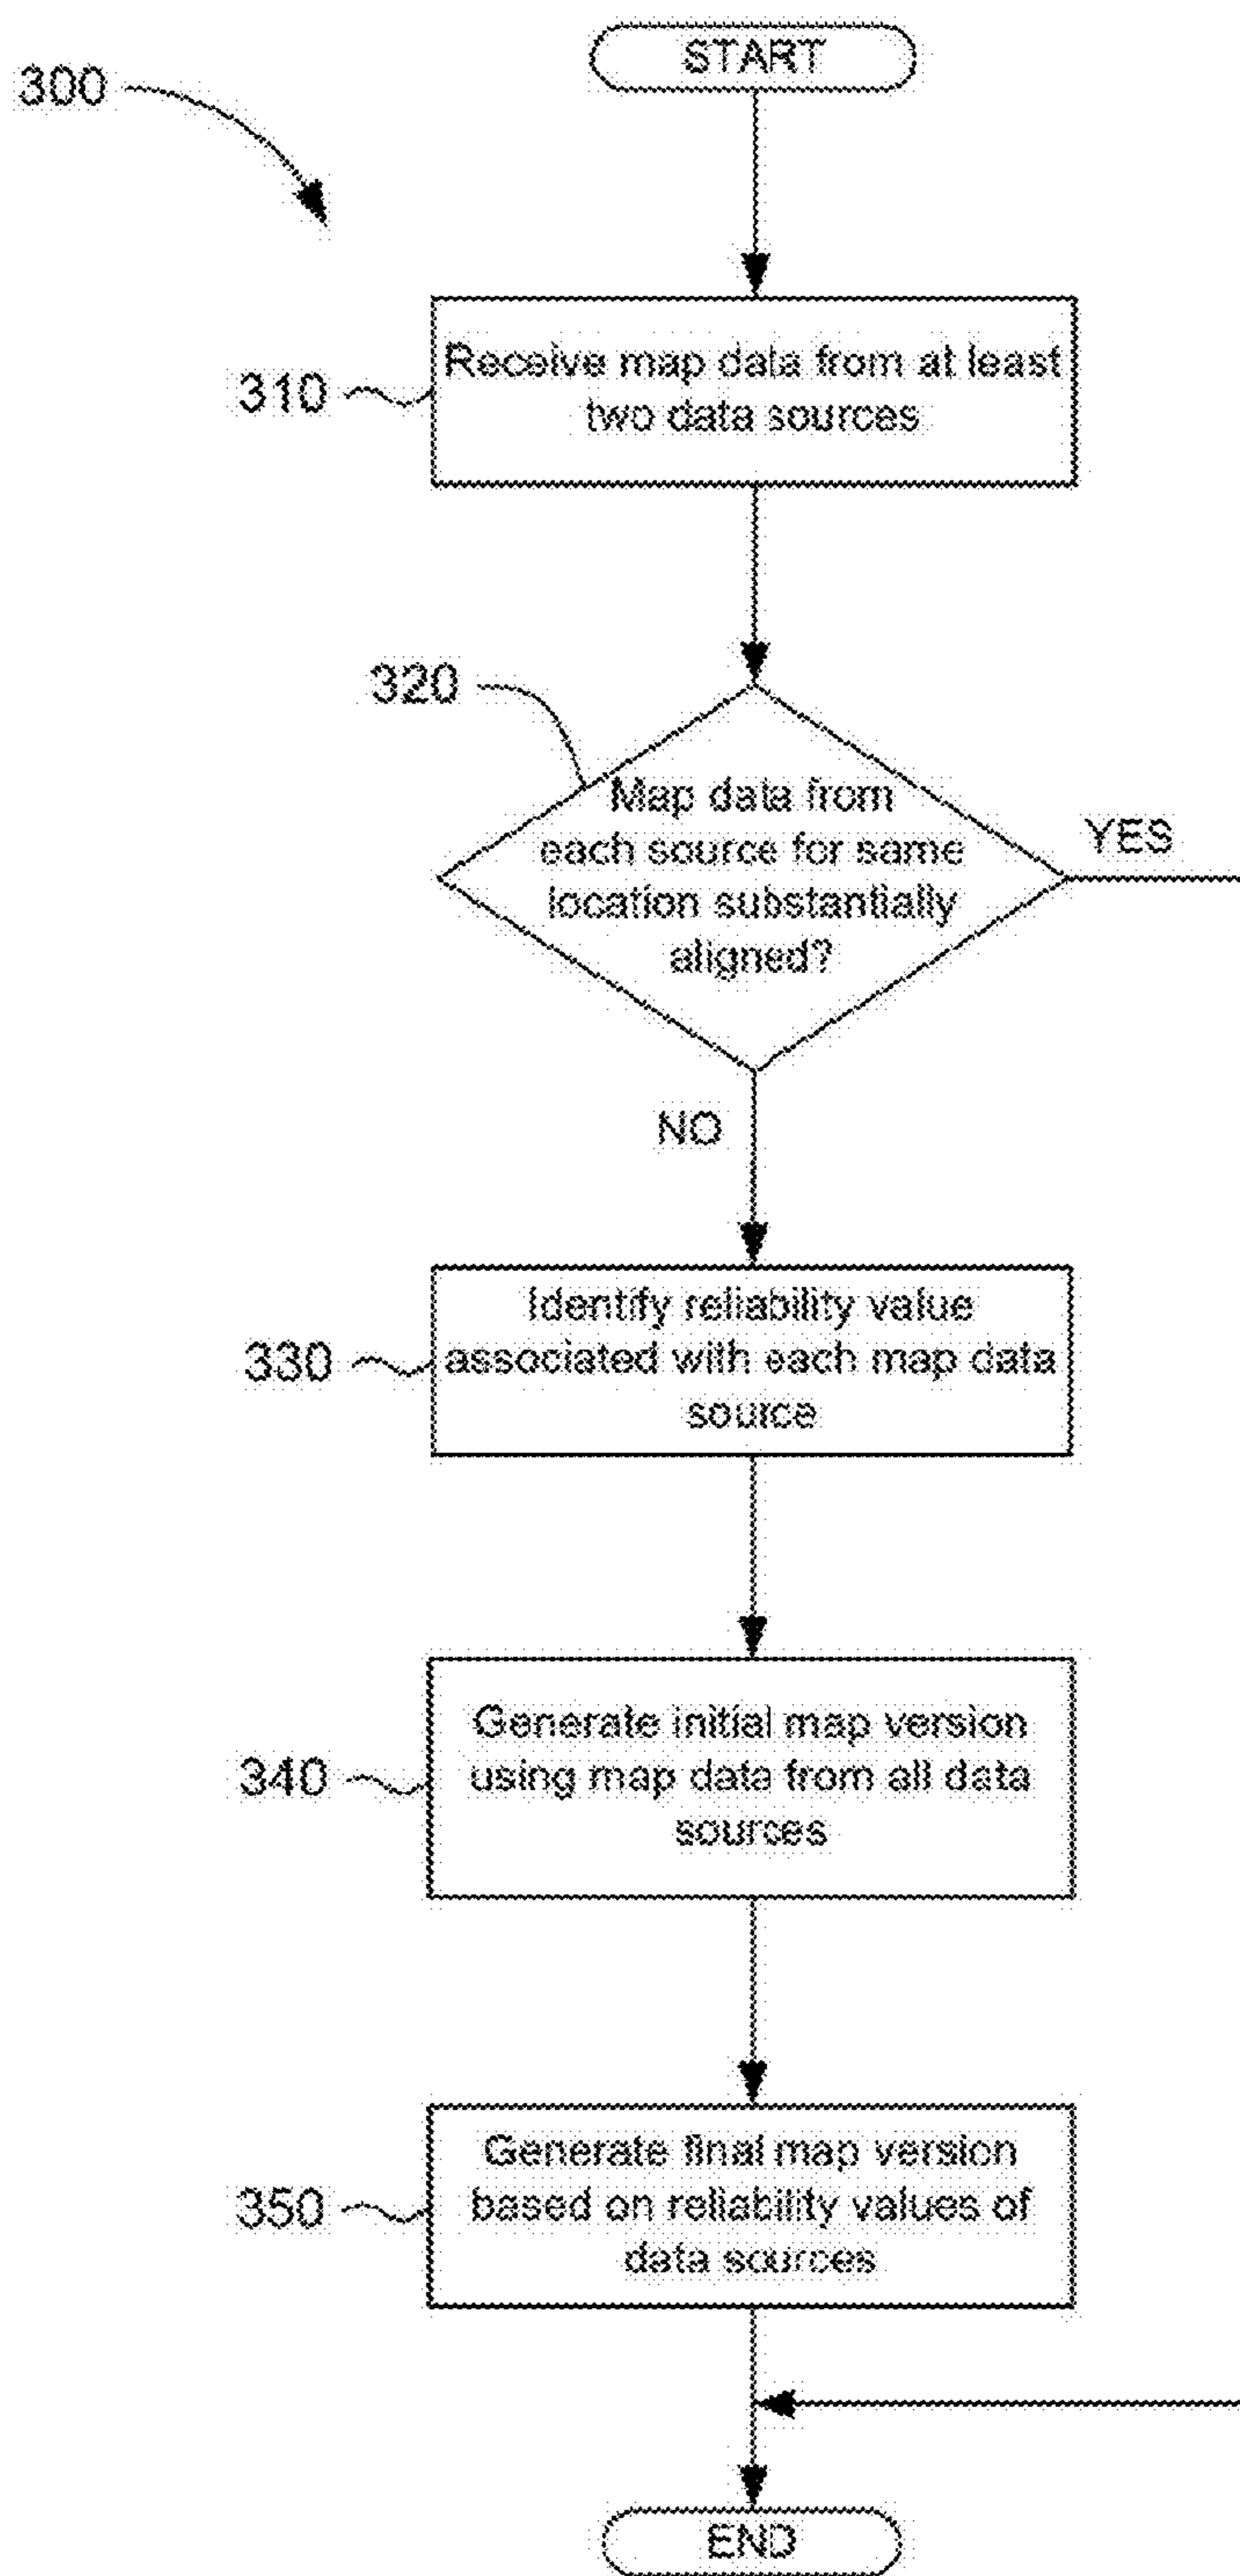 START
300
310
Receive map data from at least
two data sources
320
Map data from
each source for same
location substantially
aligned?
YES
NO
330
Identify reliability value
associated with each map data
source
340
Generate initial map version
using map data from all data
sources
350
Generate final map version
based on reliability values of
data sources
END